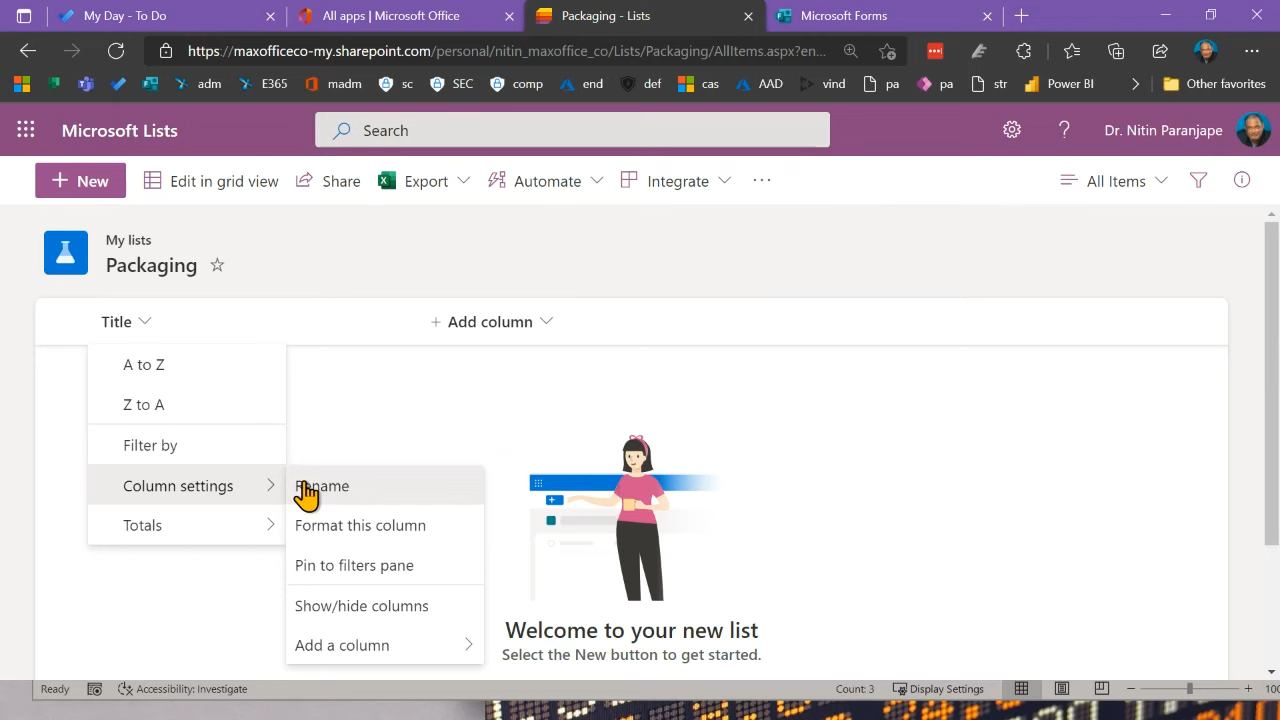 My Day - To Do
All apps | Microsoft Office
Packaging - Lists
Microsoft Forms
https://maxofficeco-my.sharepoint.com/personal/nitin_maxoffice_co/Lists/Packaging/AllItems.aspx?en...
adm E365 madm sc SEC comp end def cas AAD vind pa pa str Power BI Other favorites
Microsoft Lists
Search
Dr. Nitin Paranjape
New
Edit in grid view
Share
Export
Automate
Integrate
All Items
My lists
Packaging
Title
Add column
A to Z
Z to A
Filter by
Column settings
Totals
Rename
Format this column
Pin to filters pane
Show/hide columns
Add a column
Welcome to your new list
Select the New button to get started.
Ready
Accessibility: Investigate
Count: 3
Display Settings
100